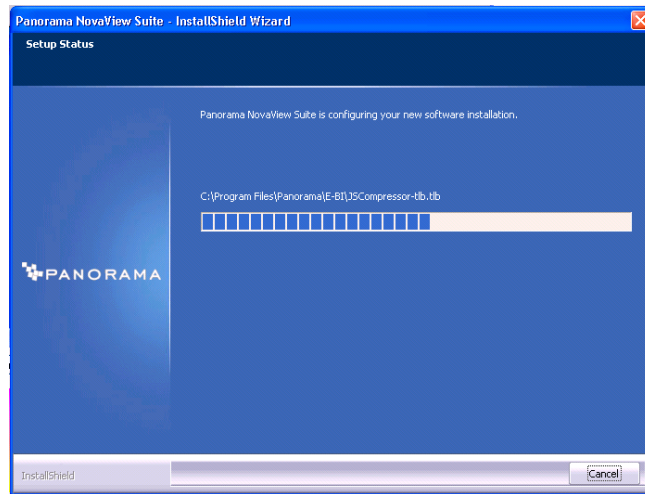 Panorama NovaView Suite - InstallShield Wizard
Setup Status
Panorama NovaView Suite is configuring your new software installation.
C:\Program Files\Panorama\E-BI\JSCompressor-tlb.tlb
PANORAMA
InstallShield
Cancel